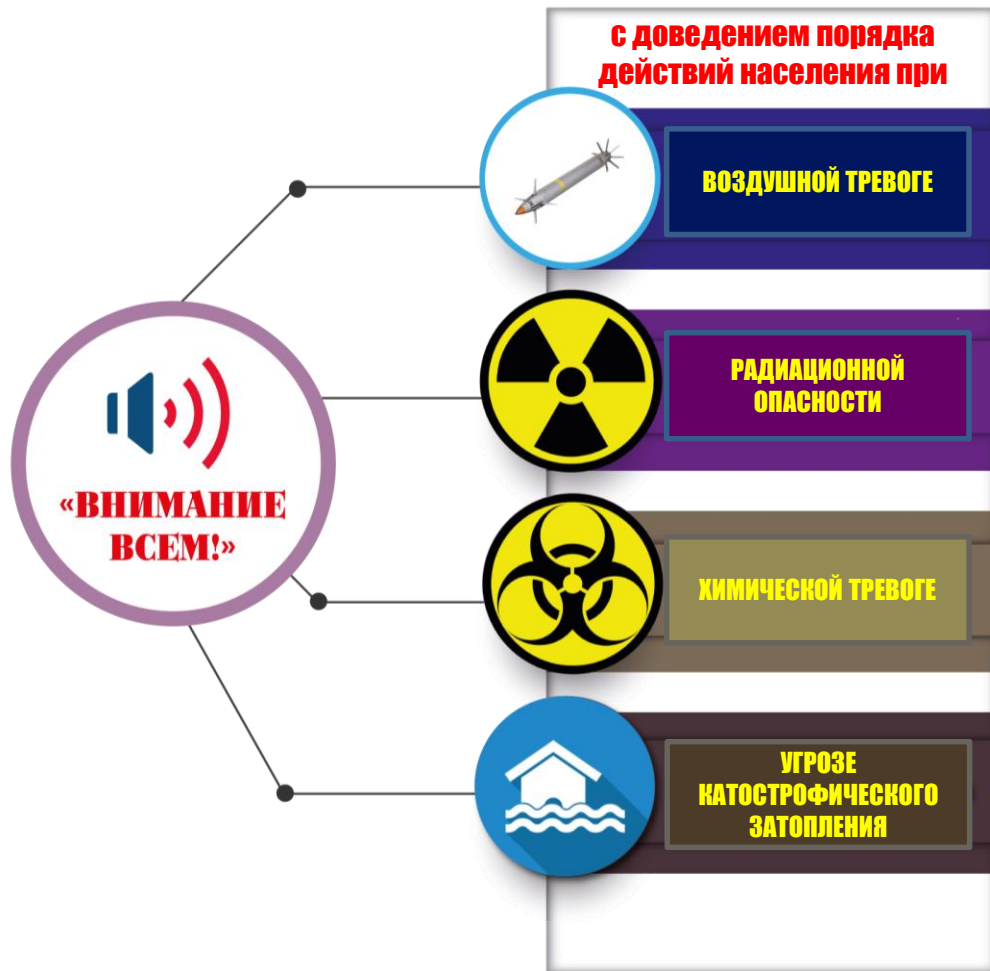 с доведением порядка
действий населения при
ВОЗДУШНОЙ ТРЕВОГЕ
РАДИАЦИОННОЙ
ОПАСНОСТИ
«ВНИМАНИЕ
ВСЕМ!»
ХИМИЧЕСКОЙ ТРЕВОГЕ
УГРОЗЕ
КАТОСТРОФИЧЕСКОГО
ЗАТОПЛЕНИЯ